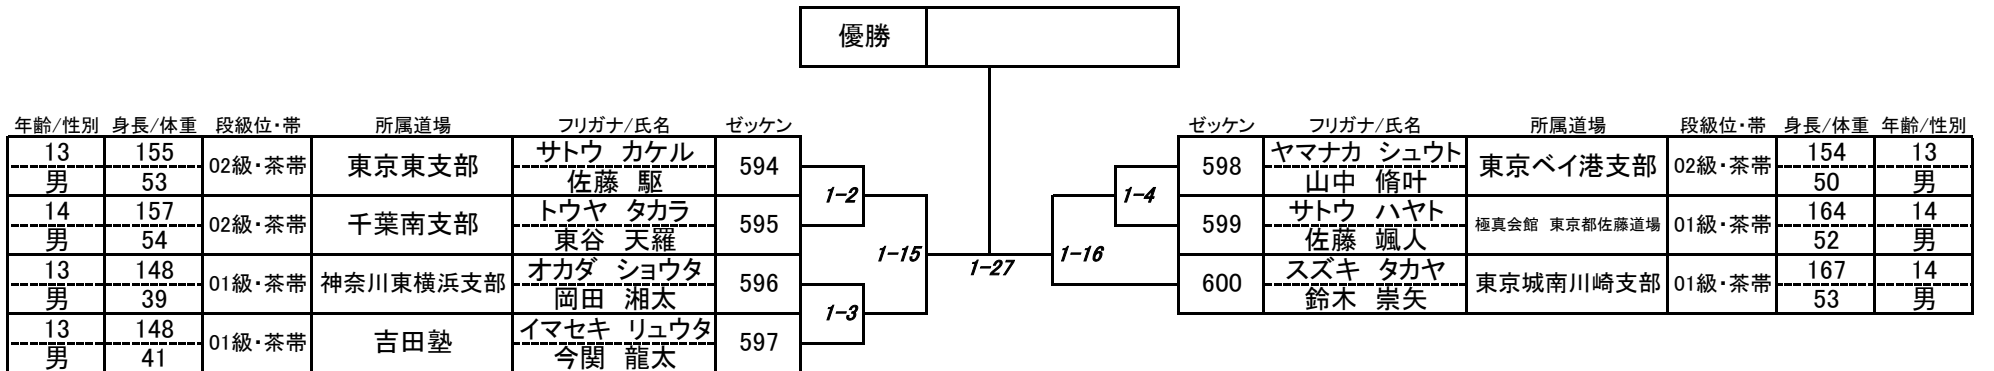 優勝
年齢/性別 身長/体重 段級位・帯 所属道場 フリガナ/氏名 ゼッケン
13 155 02級・茶帯 東京東支部 サトウ カケル 594
男 53 佐藤 駆
1-2
14 157 02級・茶帯 千葉南支部 トウヤ タカラ 595
男 54 東谷 天羅
1-15
13 148 01級・茶帯 神奈川東横浜支部 オカダ ショウタ 596
男 39 岡田 湘太
1-3
13 148 01級・茶帯 吉田塾 イマセキ リュウタ 597
男 41 今関 龍太
1-27
ゼッケン フリガナ/氏名 所属道場 段級位・帯 身長/体重 年齢/性別
598 ヤマナカ シュウト 東京ベイ港支部 02級・茶帯 154 13
山中 脩叶 50 男
1-4
599 サトウ ハヤト 極真会館 東京都佐藤道場 01級・茶帯 164 14
佐藤 颯人 52 男
1-16
600 スズキ タカヤ 東京城南川崎支部 01級・茶帯 167 14
鈴木 崇矢 53 男